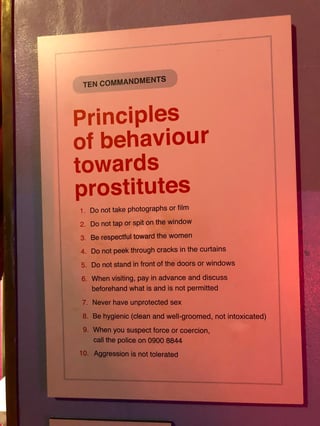 TEN COMMANDMENTS
Principles
of behaviour
towards
prostitutes
1. Do not take photographs or film
2. Do not tap or spit on the window
3. Be respectful toward the women
4. Do not peek through cracks in the curtains
5. Do not stand in front of the doors or windows
6. When visiting, pay in advance and discuss
beforehand what is and is not permitted
7. Never have unprotected sex
8. Be hygienic (clean and well-groomed, not intoxicated)
9. When you suspect force or coercion,
call the police on 0900 8844
10. Aggression is not tolerated